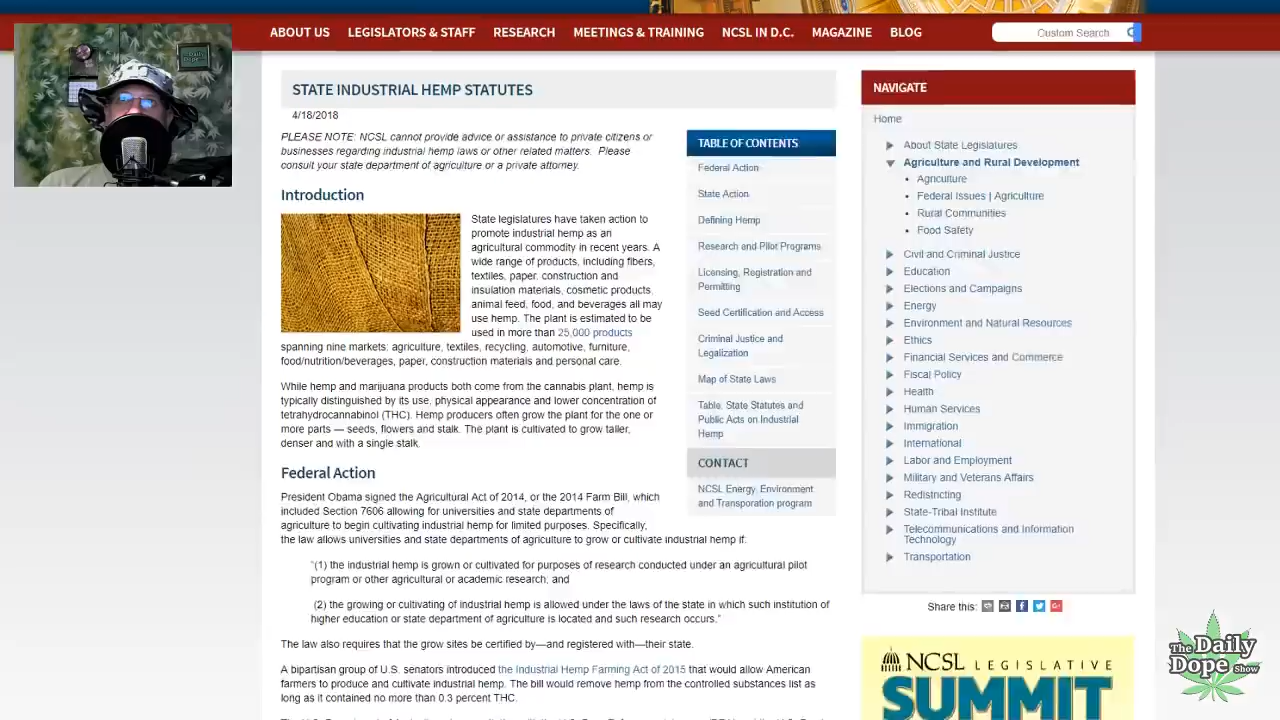 ABOUT US LEGISLATORS & STAFF RESEARCH MEETINGS & TRAINING NCSL IN D.C. MAGAZINE BLOG
Custom Search
STATE INDUSTRIAL HEMP STATUTES
4/18/2018
PLEASE NOTE: NCSL cannot provide advice or assistance to private citizens or
businesses regarding industrial hemp laws or other related matters. Please
consult your state department of agriculture or a private attorney.
Introduction
State legislatures have taken action to
promote industrial hemp as an
agricultural commodity in recent years. A
wide range of products, including fibers,
textiles, paper, construction and
insulation materials, cosmetic products,
animal feed, food, and beverages all may
use hemp. The plant is estimated to be
used in more than 25,000 products
spanning nine markets: agriculture, textiles, recycling, automotive, furniture,
food/nutrition/beverages, paper, construction materials and personal care.
While hemp and marijuana products both come from the cannabis plant, hemp is
typically distinguished by its use, physical appearance and lower concentration of
tetrahydrocannabinol (THC). Hemp producers often grow the plant for the one or
more parts — seeds, flowers and stalk. The plant is cultivated to grow taller,
denser and with a single stalk.
Federal Action
President Obama signed the Agricultural Act of 2014, or the 2014 Farm Bill, which
included Section 7606 allowing for universities and state departments of
agriculture to begin cultivating industrial hemp for limited purposes. Specifically,
the law allows universities and state departments of agriculture to grow or cultivate industrial hemp if:
"(1) the industrial hemp is grown or cultivated for purposes of research conducted under an agricultural pilot
program or other agricultural or academic research; and
(2) the growing or cultivating of industrial hemp is allowed under the laws of the state in which such institution of
higher education or state department of agriculture is located and such research occurs."
The law also requires that the grow sites be certified by—and registered with—their state.
A bipartisan group of U.S. senators introduced the Industrial Hemp Farming Act of 2015 that would allow American
farmers to produce and cultivate industrial hemp. The bill would remove hemp from the controlled substances list as
long as it contained no more than 0.3 percent THC.
TABLE OF CONTENTS
Federal Action
State Action
Defining Hemp
Research and Pilot Programs
Licensing, Registration and
Permitting
Seed Certification and Access
Criminal Justice and
Legalization
Map of State Laws
Table, State Statutes and
Public Acts on Industrial
Hemp
CONTACT
NCSL Energy, Environment
and Transporation program
NAVIGATE
Home
About State Legislatures
Agriculture and Rural Development
Agriculture
Federal Issues | Agriculture
Rural Communities
Food Safety
Civil and Criminal Justice
Education
Elections and Campaigns
Energy
Environment and Natural Resources
Ethics
Financial Services and Commerce
Fiscal Policy
Health
Human Services
Immigration
International
Labor and Employment
Military and Veterans Affairs
Redistricting
State-Tribal Institute
Telecommunications and Information
Technology
Transportation
Share this:
NCSL LEGISLATIVE
SUMMIT
The Daily
Dope Show